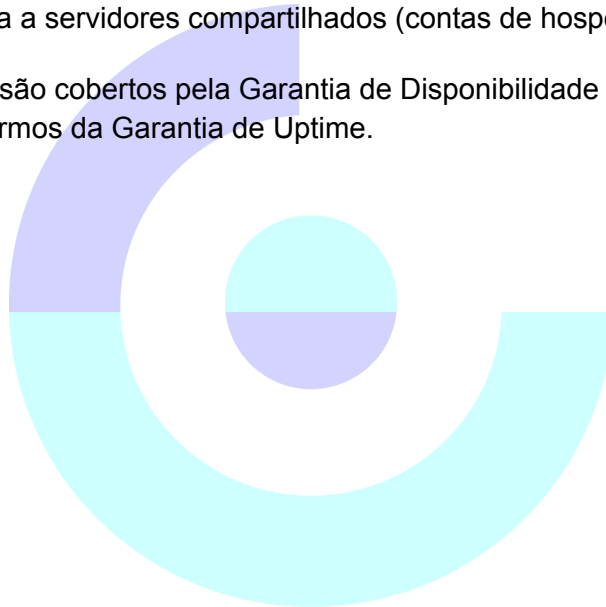 a a servidores compartilhados (contas de hosp
são cobertos pela Garantia de Disponibilidade
rmos da Garantia de Uptime.